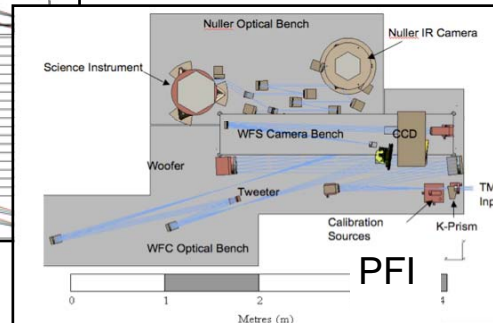 Nuller Optical Bench
Nuller IR Camera
Science Instrument
WFS Camera Bench
CCD
Woofer
Tweeter
TM
Inp
Calibration
Sources
K-Prism
WFC Optical Bench
PFI
0
1
2
4
Metres (m)